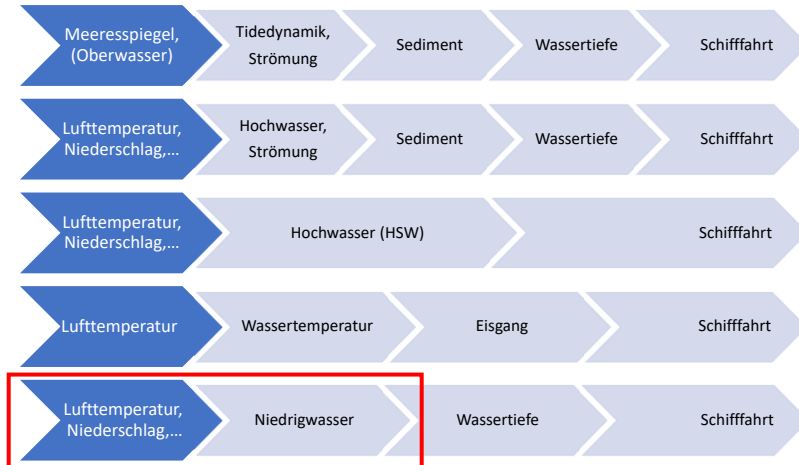 Meeresspiegel,
(Oberwasser)
Tidedynamik,
Strömung
Sediment
Wassertiefe
Schifffahrt
Lufttemperatur,
Niederschlag,...
Hochwasser,
Strömung
Sediment
Wassertiefe
Schifffahrt
Lufttemperatur,
Niederschlag,...
Hochwasser (HSW)
Schifffahrt
Lufttemperatur
Wassertemperatur
Eisgang
Schifffahrt
Lufttemperatur,
Niederschlag,...
Niedrigwasser
Wassertiefe
Schifffahrt